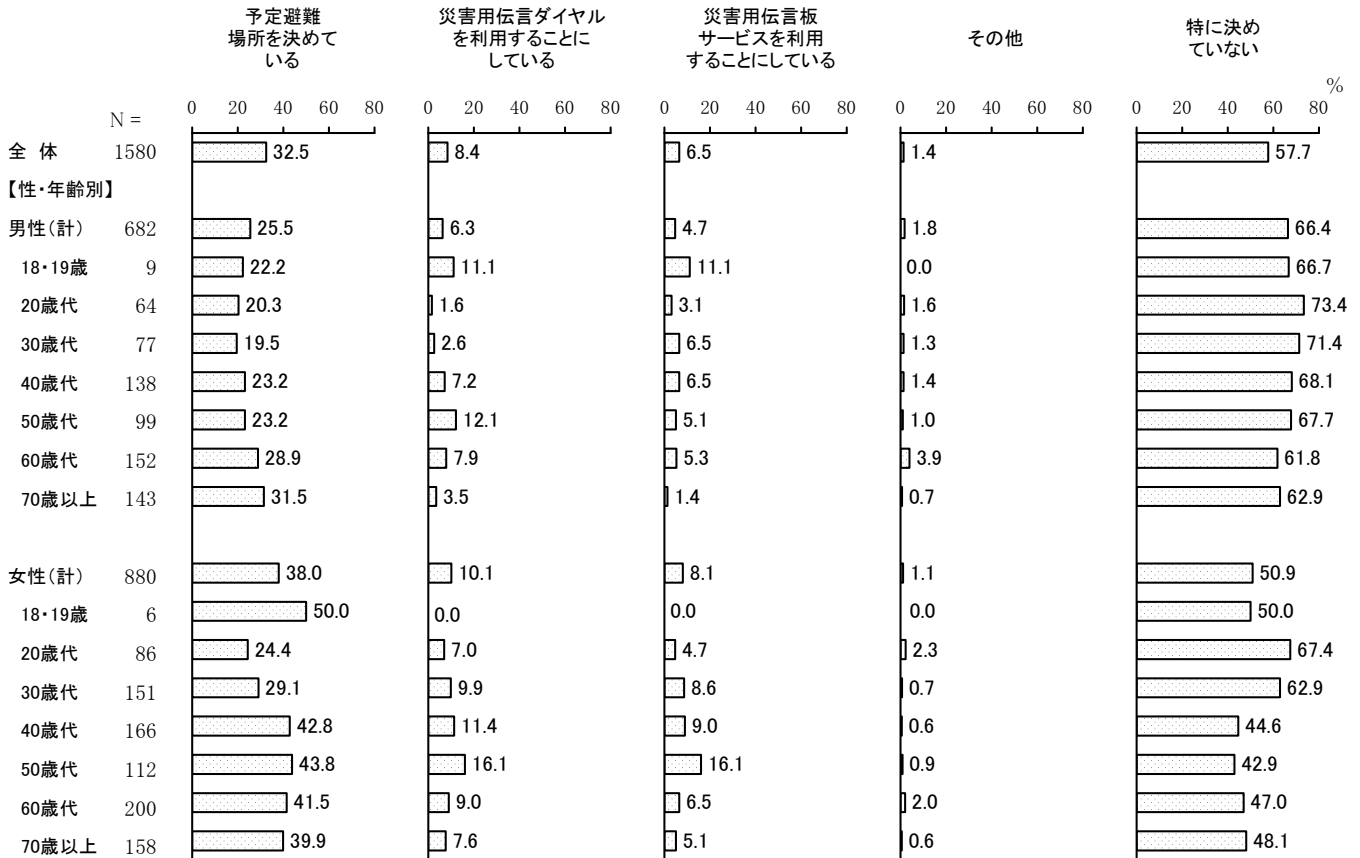 予定避難
場所を決めて
いる
災害用伝言ダイヤル
を利用することに
している
災害用伝言板
サービスを利用
することにしている
その他
特に決め
ていない
%
0 20 40 60 80 0 20 40 60 80 0 20 40 60 80 0 20 40 60 80 0 20 40 60 80
N =
全 体 1580 32.5 8.4 6.5 1.4 57.7
【性・年齢別】
男性(計) 682 25.5 6.3 4.7 1.8 66.4
18・19歳 9 22.2 11.1 11.1 0.0 66.7
20歳代 64 20.3 1.6 3.1 1.6 73.4
30歳代 77 19.5 2.6 6.5 1.3 71.4
40歳代 138 23.2 7.2 6.5 1.4 68.1
50歳代 99 23.2 12.1 5.1 1.0 67.7
60歳代 152 28.9 7.9 5.3 3.9 61.8
70歳以上 143 31.5 3.5 1.4 0.7 62.9
女性(計) 880 38.0 10.1 8.1 1.1 50.9
18・19歳 6 50.0 0.0 0.0 0.0 50.0
20歳代 86 24.4 7.0 4.7 2.3 67.4
30歳代 151 29.1 9.9 8.6 0.7 62.9
40歳代 166 42.8 11.4 9.0 0.6 44.6
50歳代 112 43.8 16.1 16.1 0.9 42.9
60歳代 200 41.5 9.0 6.5 2.0 47.0
70歳以上 158 39.9 7.6 5.1 0.6 48.1